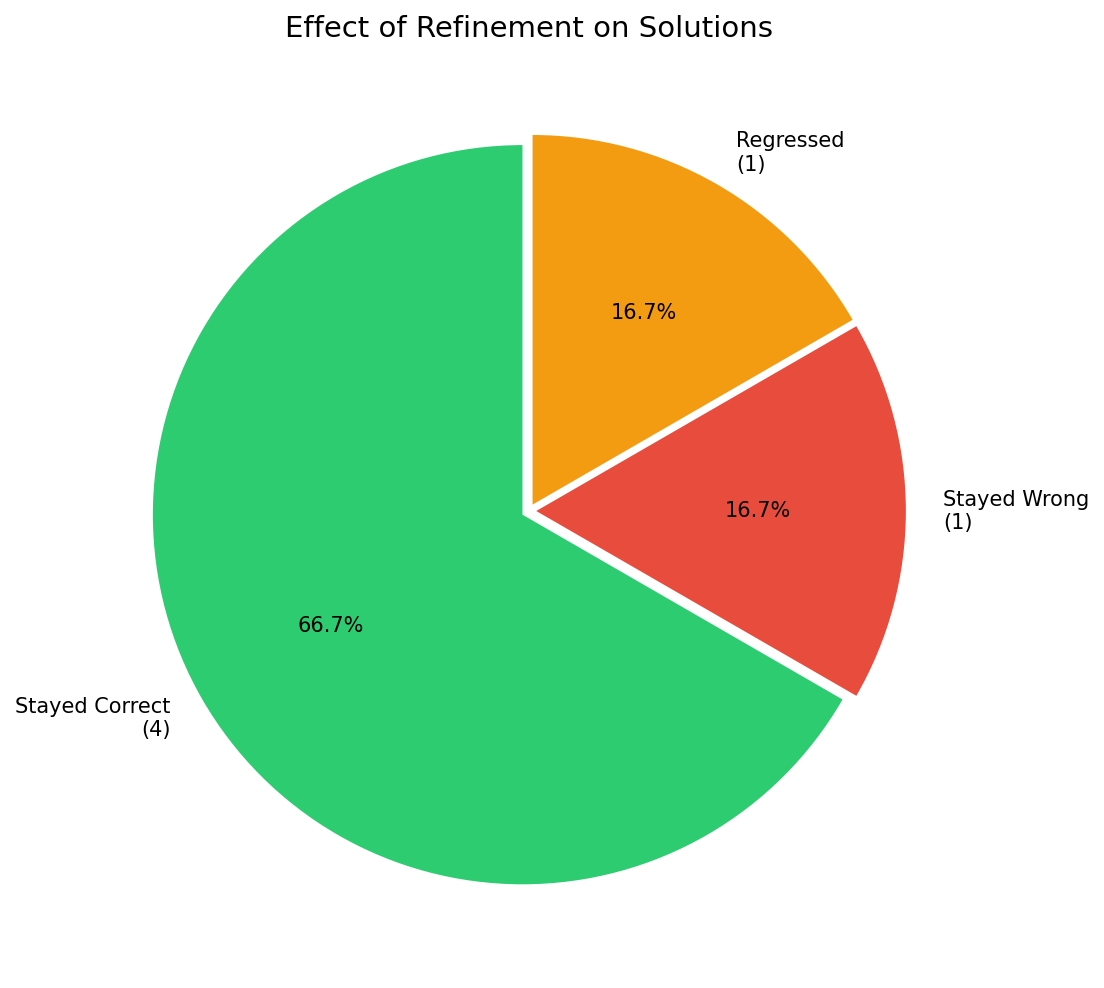 Effect of Refinement on Solutions
Regressed
(1)
16.7%
Stayed Wrong
(1)
16.7%
66.7%
Stayed Correct
(4)